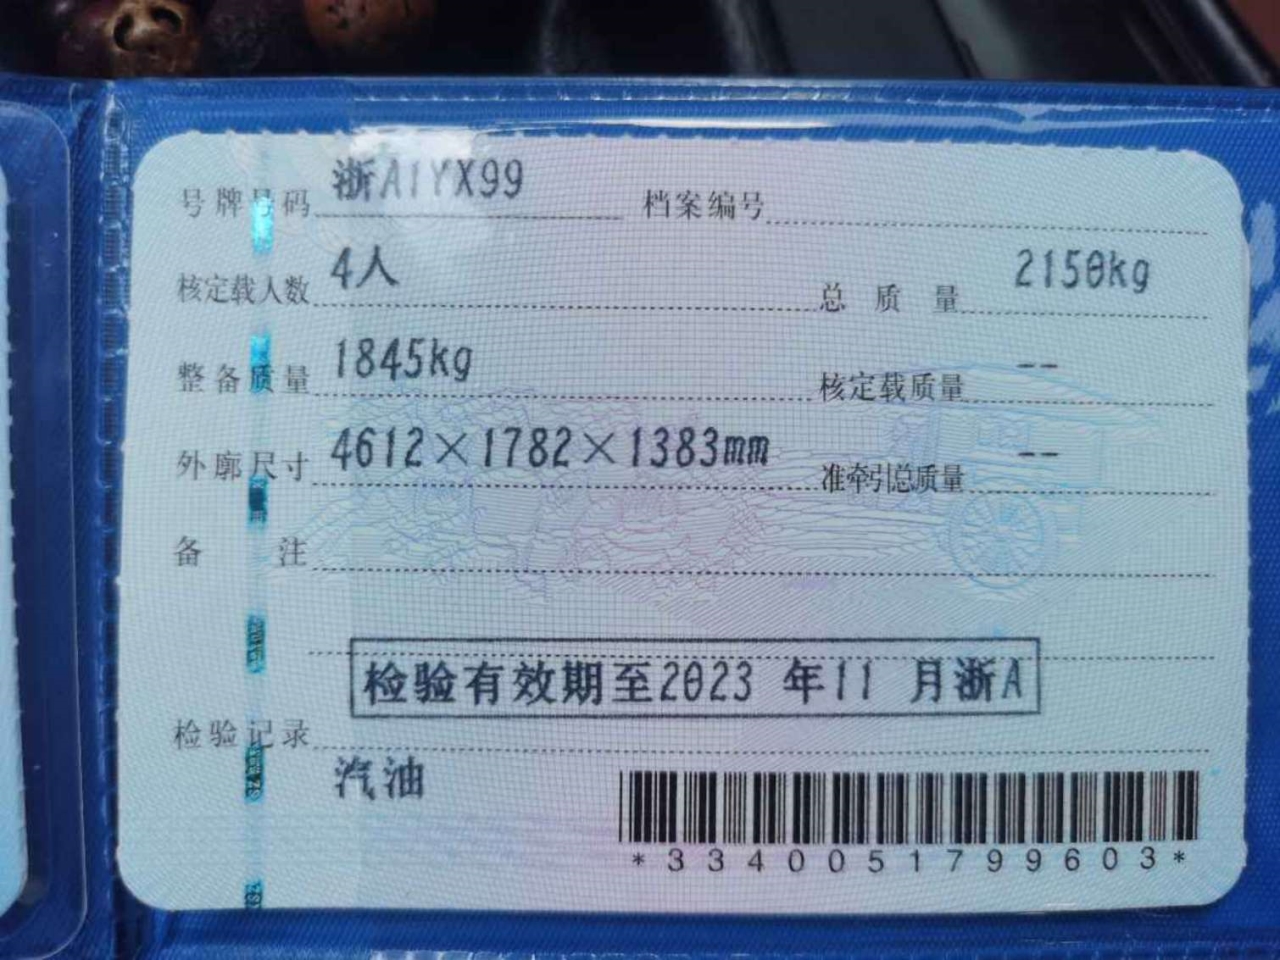 号牌号码 浙A1YX99 档案编号
核定载人数 4人 总质量 2150kg
整备质量 1845kg 核定载质量 --
外廓尺寸 4612×1782×1383mm 准牵引总质量 --
备注
检验有效期至2023 年11 月浙A
检验记录
汽油
*3340051799603*